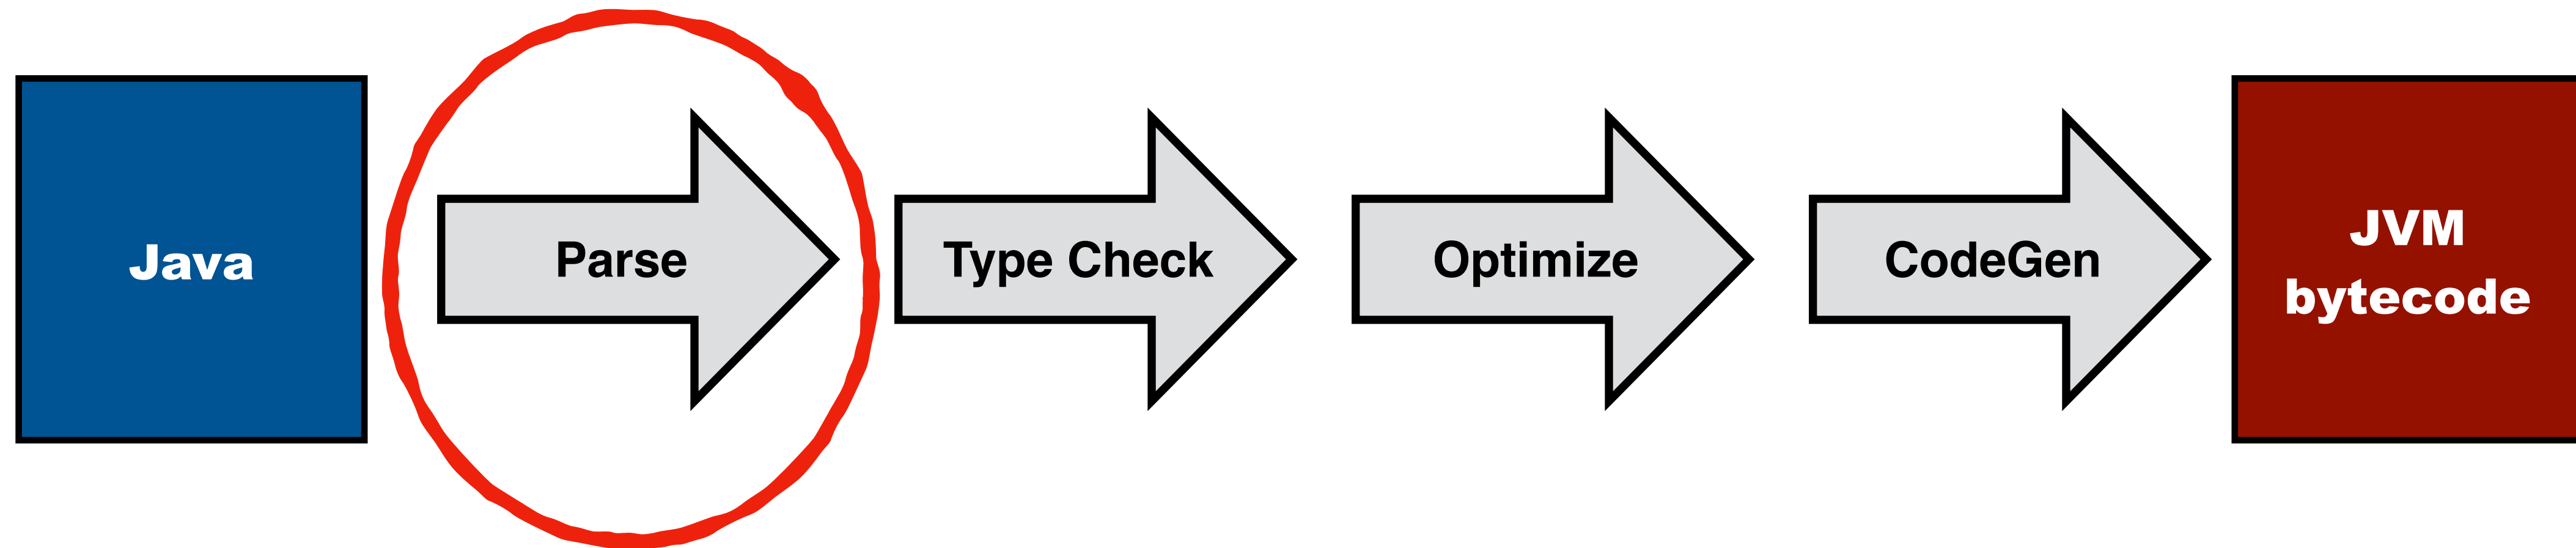 Java
Parse
Type Check
Optimize
CodeGen
JVM
bytecode